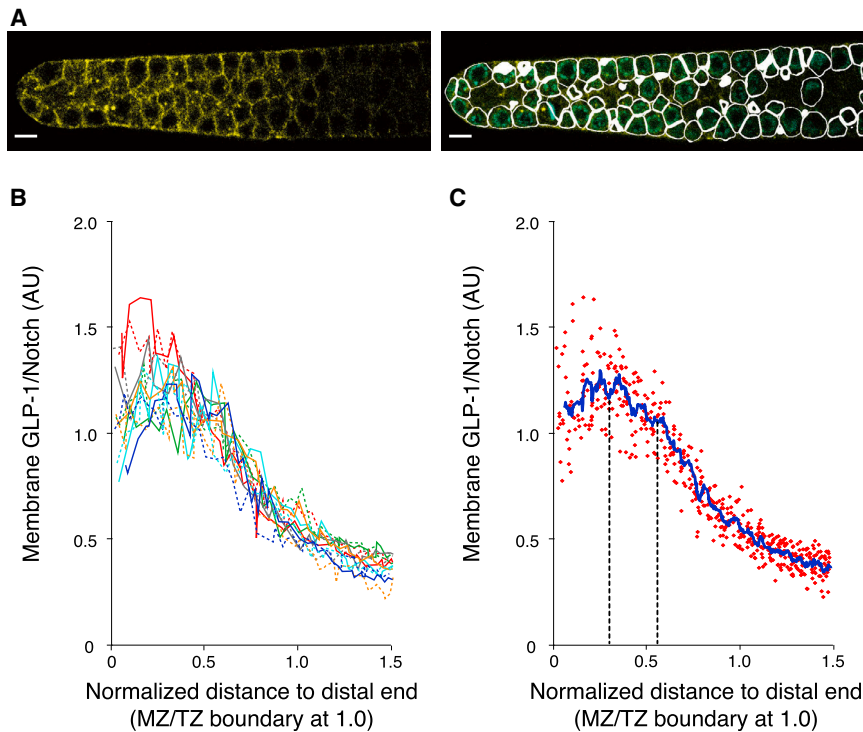 A
B
C
2.0
1.5
1.0
0.5
0
Membrane GLP-1/Notch (AU)
0
0.5
1.0
1.5
Normalized distance to distal end
(MZ/TZ boundary at 1.0)
2.0
1.5
1.0
0.5
0
Membrane GLP-1/Notch (AU)
0
0.5
1.0
1.5
Normalized distance to distal end
(MZ/TZ boundary at 1.0)